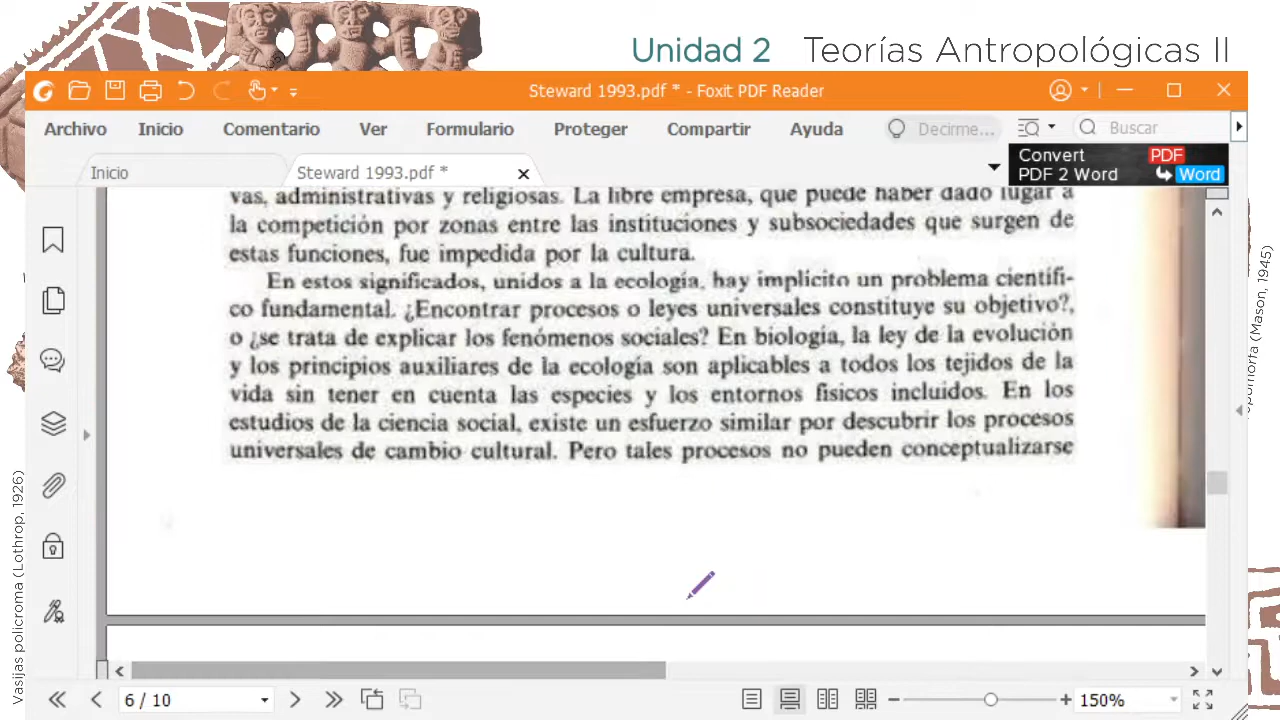 Unidad 2 Teorías Antropológicas II
Steward 1993.pdf * - Foxit PDF Reader
Archivo Inicio Comentario Ver Formulario Proteger Compartir Ayuda Decirme... Buscar
Inicio Steward 1993.pdf *
Convert PDF
PDF 2 Word Word
vas, administrativas y religiosas. La libre empresa, que puede haber dado lugar a
la competición por zonas entre las instituciones y subsociedades que surgen de
estas funciones, fue impedida por la cultura.
En estos significados, unidos a la ecología, hay implícito un problema científi-
co fundamental. ¿Encontrar procesos o leyes universales constituye su objetivo?,
o ¿se trata de explicar los fenómenos sociales? En biología, la ley de la evolución
y los principios auxiliares de la ecología son aplicables a todos los tejidos de la
vida sin tener en cuenta las especies y los entornos físicos incluidos. En los
estudios de la ciencia social, existe un esfuerzo similar por descubrir los procesos
universales de cambio cultural. Pero tales procesos no pueden conceptualizarse
6 / 10
150%
Vasijas policroma (Lothrop, 1926)
(Mason, 1945)